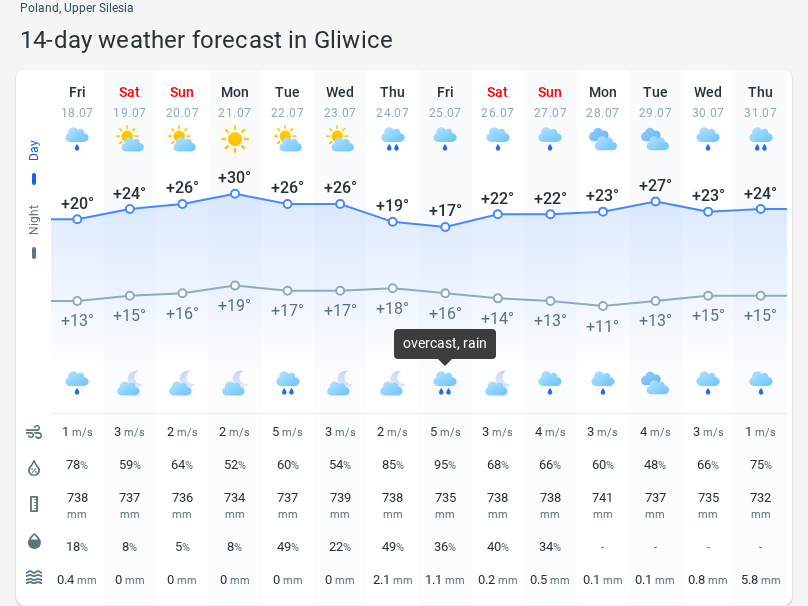 Poland, Upper Silesia
14-day weather forecast in Gliwice
Fri Sat Sun Mon Tue Wed Thu Fri Sat Sun Mon Tue Wed Thu
18.07 19.07 20.07 21.07 22.07 23.07 24.07 25.07 26.07 27.07 28.07 29.07 30.07 31.07
Day
+20° +24° +26° +30° +26° +26° +19° +17° +22° +22° +23° +27° +23° +24°
Night
+13° +15° +16° +19° +17° +17° +18° +16° +14° +13° +11° +13° +15° +15°
overcast, rain
1 m/s 3 m/s 2 m/s 2 m/s 5 m/s 3 m/s 2 m/s 5 m/s 3 m/s 4 m/s 3 m/s 4 m/s 3 m/s 1 m/s
78% 59% 64% 52% 60% 54% 85% 95% 68% 66% 60% 48% 66% 75%
738 737 736 734 737 739 738 735 738 738 741 737 735 732
mm mm mm mm mm mm mm mm mm mm mm mm mm mm
18% 8% 5% 8% 49% 22% 49% 36% 40% 34% - - - -
0.4 mm 0 mm 0 mm 0 mm 0 mm 0 mm 2.1 mm 1.1 mm 0.2 mm 0.5 mm 0.1 mm 0.1 mm 0.8 mm 5.8 mm